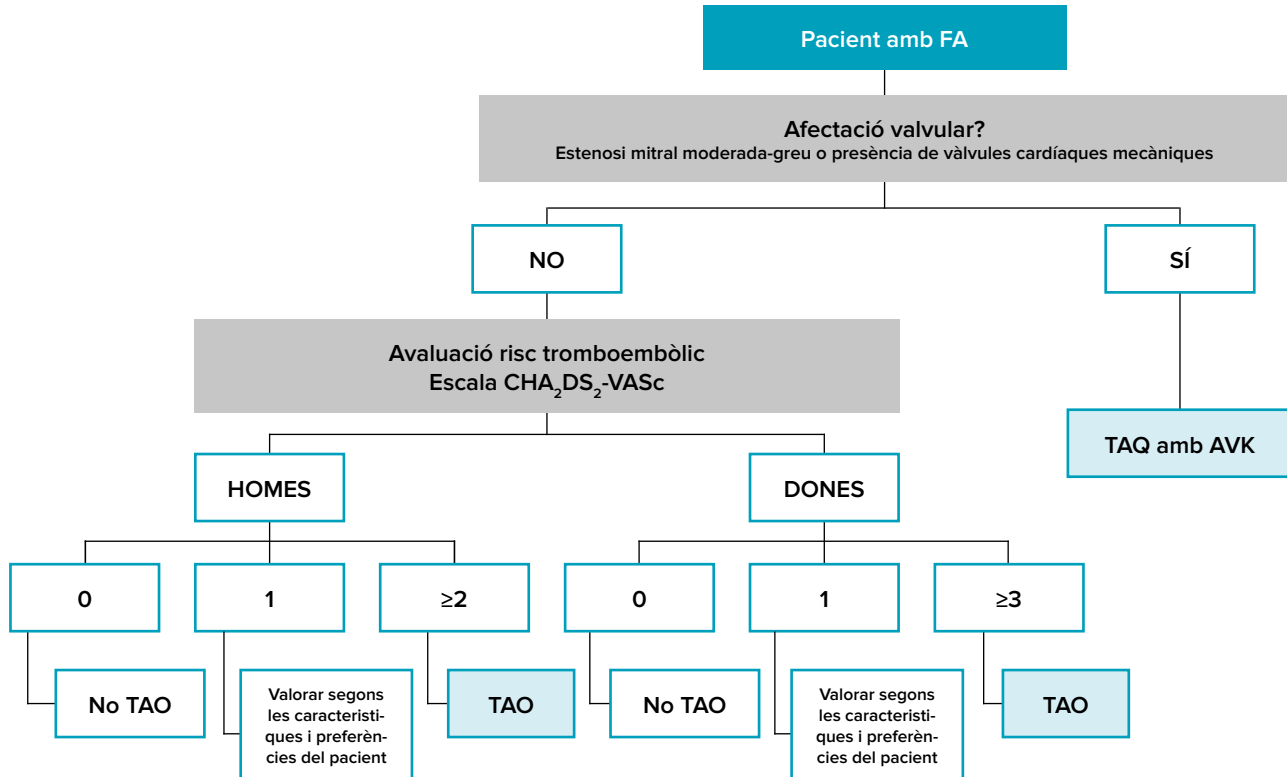 Pacient amb FA
Afectació valvular?
Estenosi mitral moderada-greu o presència de vàlvules cardíaques mecàniques
NO
SÍ
Avaluació risc tromboembòlic
Escala CHA₂DS₂-VASc
TAQ amb AVK
HOMES
DONES
0
1
≥2
0
1
≥3
No TAO
Valorar segons
les caracteristi-
ques i preferèn-
cies del pacient
TAO
No TAO
Valorar segons
les caracteristi-
ques i preferèn-
cies del pacient
TAO